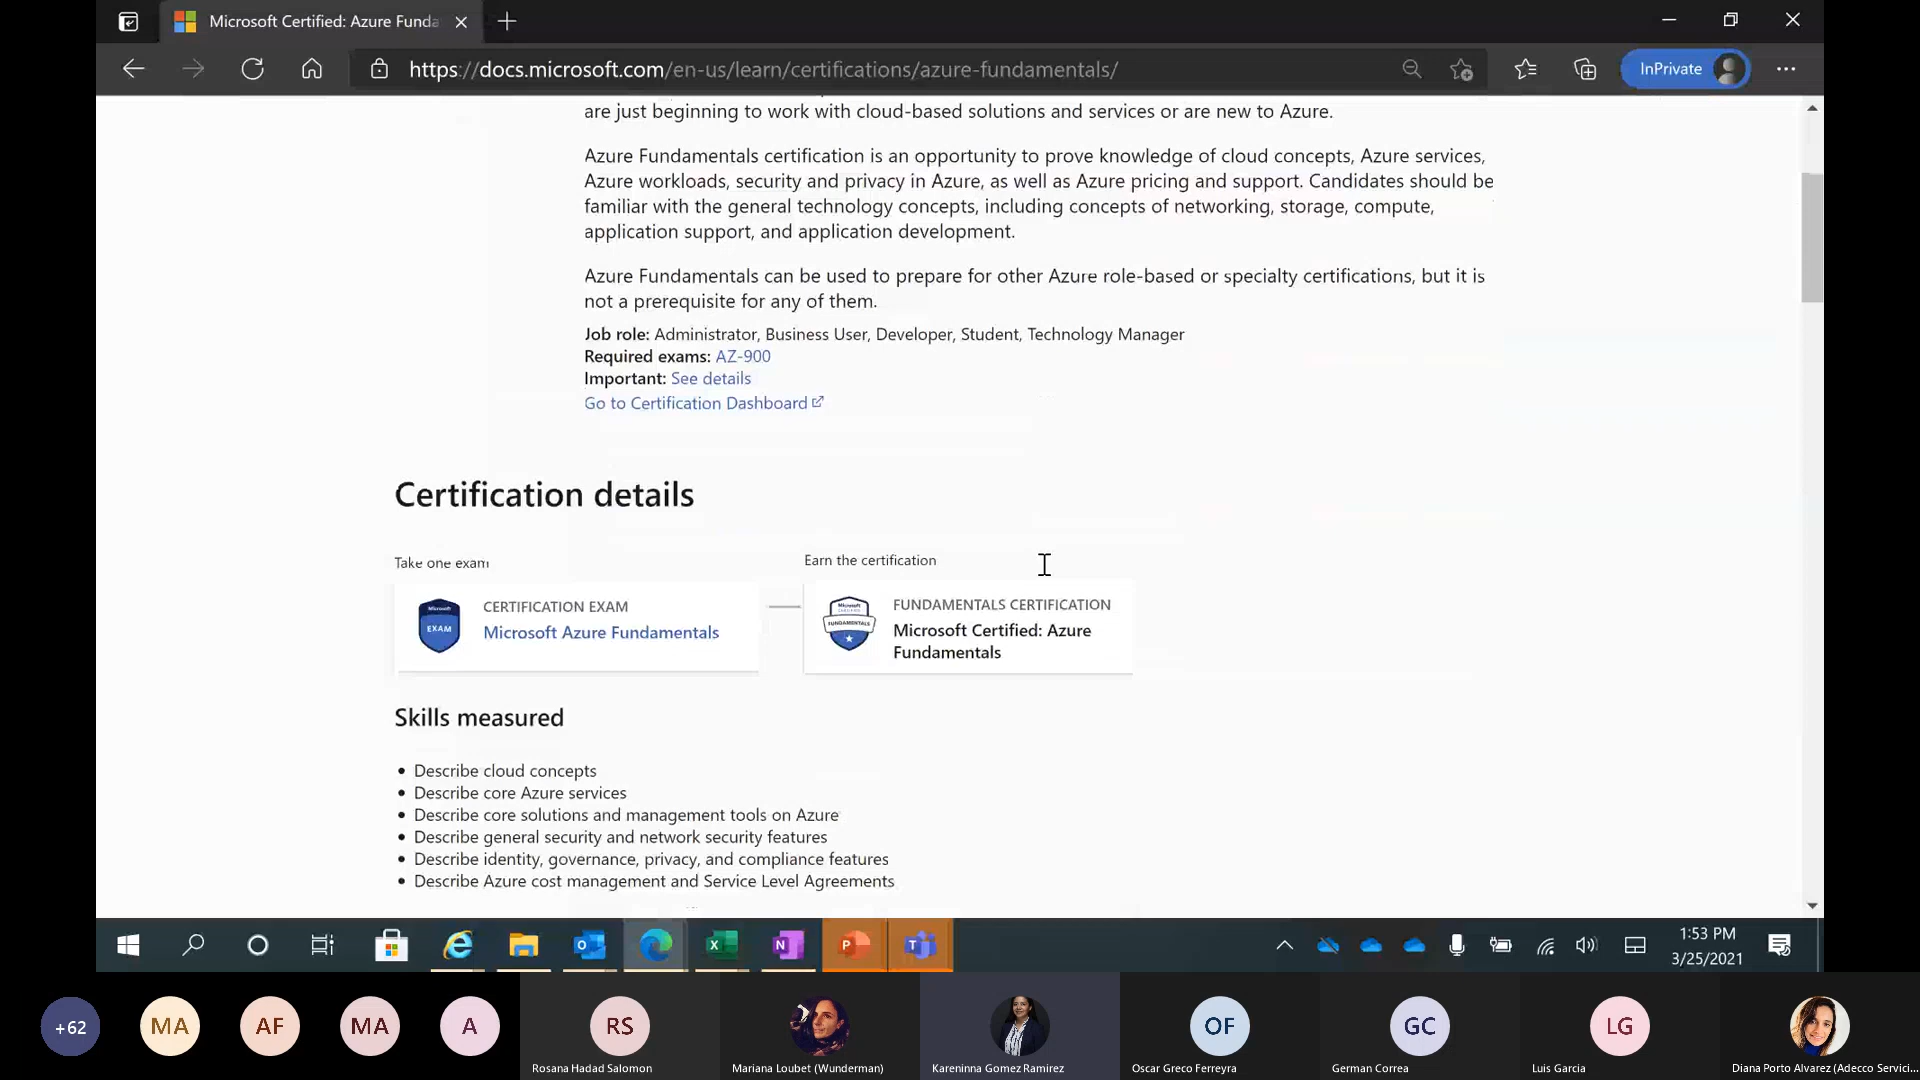 Microsoft Certified: Azure Funda
https://docs.microsoft.com/en-us/learn/certifications/azure-fundamentals/
InPrivate
are just beginning to work with cloud-based solutions and services or are new to Azure.
Azure Fundamentals certification is an opportunity to prove knowledge of cloud concepts, Azure services,
Azure workloads, security and privacy in Azure, as well as Azure pricing and support. Candidates should be
familiar with the general technology concepts, including concepts of networking, storage, compute,
application support, and application development.
Azure Fundamentals can be used to prepare for other Azure role-based or specialty certifications, but it is
not a prerequisite for any of them.
Job role: Administrator, Business User, Developer, Student, Technology Manager
Required exams: AZ-900
Important: See details
Go to Certification Dashboard
Certification details
Take one exam
Earn the certification
Microsoft
EXAM
CERTIFICATION EXAM
Microsoft Azure Fundamentals
Microsoft
CERTIFIED
FUNDAMENTALS
FUNDAMENTALS CERTIFICATION
Microsoft Certified: Azure
Fundamentals
Skills measured
• Describe cloud concepts
• Describe core Azure services
• Describe core solutions and management tools on Azure
• Describe general security and network security features
• Describe identity, governance, privacy, and compliance features
• Describe Azure cost management and Service Level Agreements
1:53 PM
3/25/2021
+62
MA
AF
MA
A
RS
OF
GC
LG
Rosana Hadad Salomon
Mariana Loubet (Wunderman)
Kareninna Gomez Ramirez
Oscar Greco Ferreyra
German Correa
Luis Garcia
Diana Porto Alvarez (Adecco Servici...